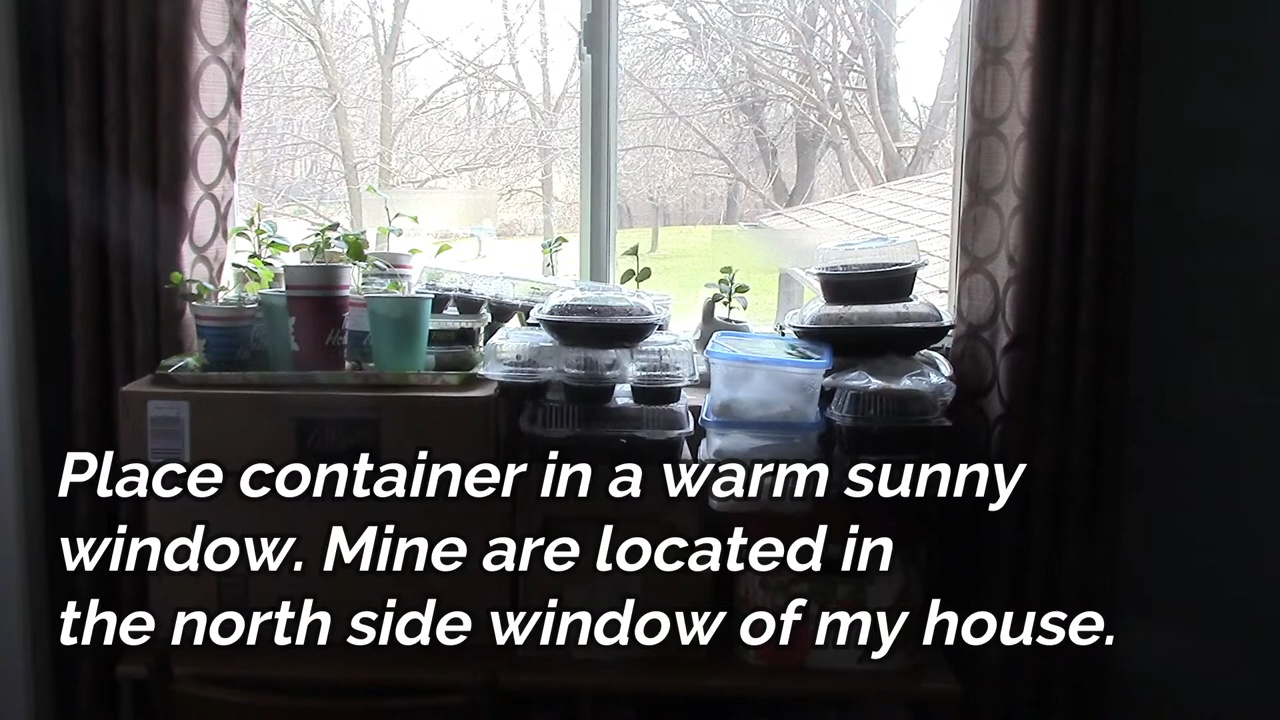 Place container in a warm sunny
window. Mine are located in
the north side window of my house.